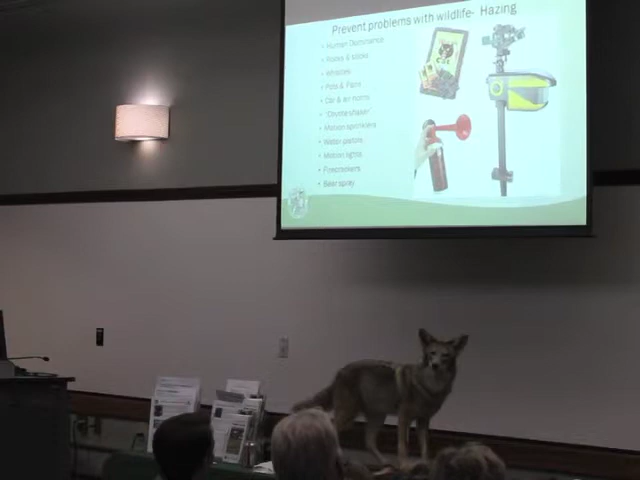 Prevent problems with wildlife- Hazing
• Human Dominance
• Rocks & sticks
• Whistles
• Pots & Pans
• Car & air horns
• "Coyote shaker"
• Motion sprinklers
• Water pistols
• Motion lights
• Firecrackers
• Bear spray